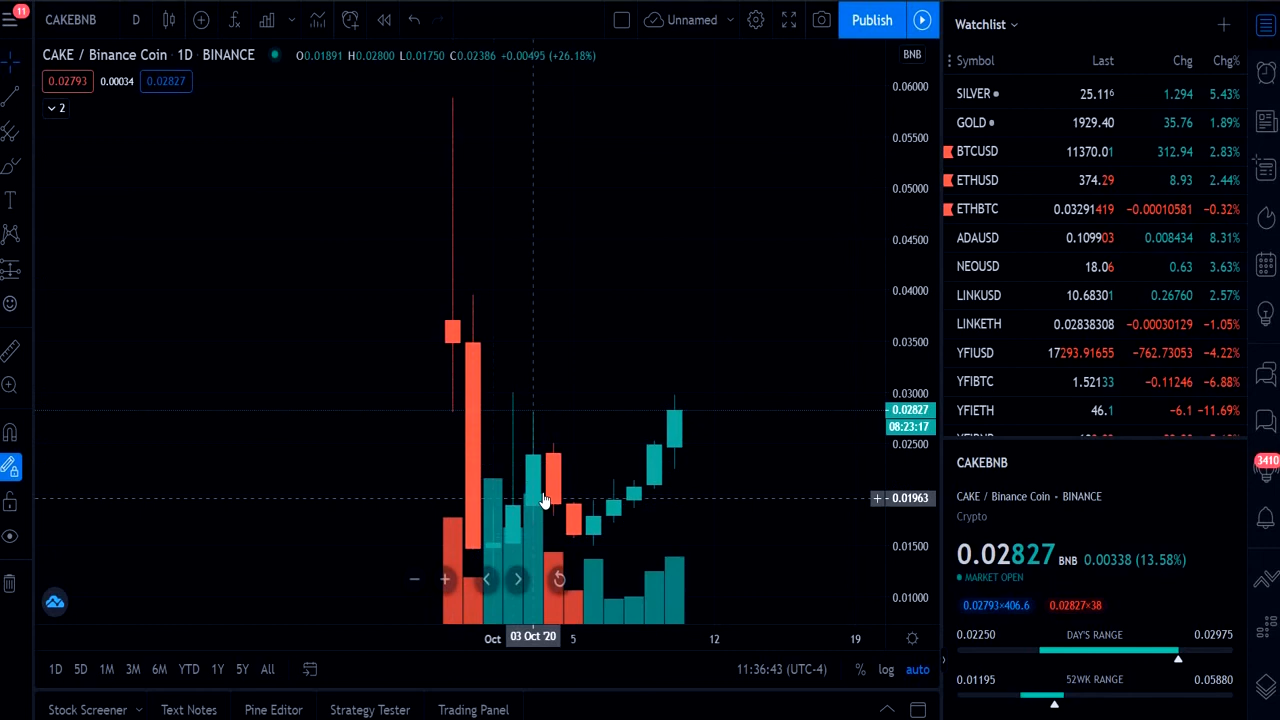 11
CAKEBNB
D
Unnamed
Publish
CAKE / Binance Coin · 1D · BINANCE
O0.01891 H0.02800 L0.01750 C0.02386 +0.00495 (+26.18%)
0.02793 0.00034 0.02827
2
BNB
0.06000
0.05500
0.05000
0.04500
0.04000
0.03500
0.03000
0.02827
08:23:17
0.02500
0.01963
0.01500
0.01000
Oct
03 Oct '20
5
12
19
1D 5D 1M 3M 6M YTD 1Y 5Y All
11:36:43 (UTC-4)
% log auto
Stock Screener
Text Notes
Pine Editor
Strategy Tester
Trading Panel
Watchlist
Symbol Last Chg Chg%
SILVER 25.116 1.294 5.43%
GOLD 1929.40 35.76 1.89%
BTCUSD 11370.01 312.94 2.83%
ETHUSD 374.29 8.93 2.44%
ETHBTC 0.03291419 −0.00010581 −0.32%
ADAUSD 0.109903 0.008434 8.31%
NEOUSD 18.06 0.63 3.63%
LINKUSD 10.68301 0.26760 2.57%
LINKETH 0.02838308 −0.00030129 −1.05%
YFIUSD 17293.91655 −762.73053 −4.22%
YFIBTC 1.52133 −0.11246 −6.88%
YFIETH 46.1 −6.1 −11.69%
CAKEBNB
CAKE / Binance Coin - BINANCE
Crypto
0.02827 BNB 0.00338 (13.58%)
MARKET OPEN
0.02793×406.6 0.02827×38
0.02250 DAY'S RANGE 0.02975
0.01195 52WK RANGE 0.05880
3410